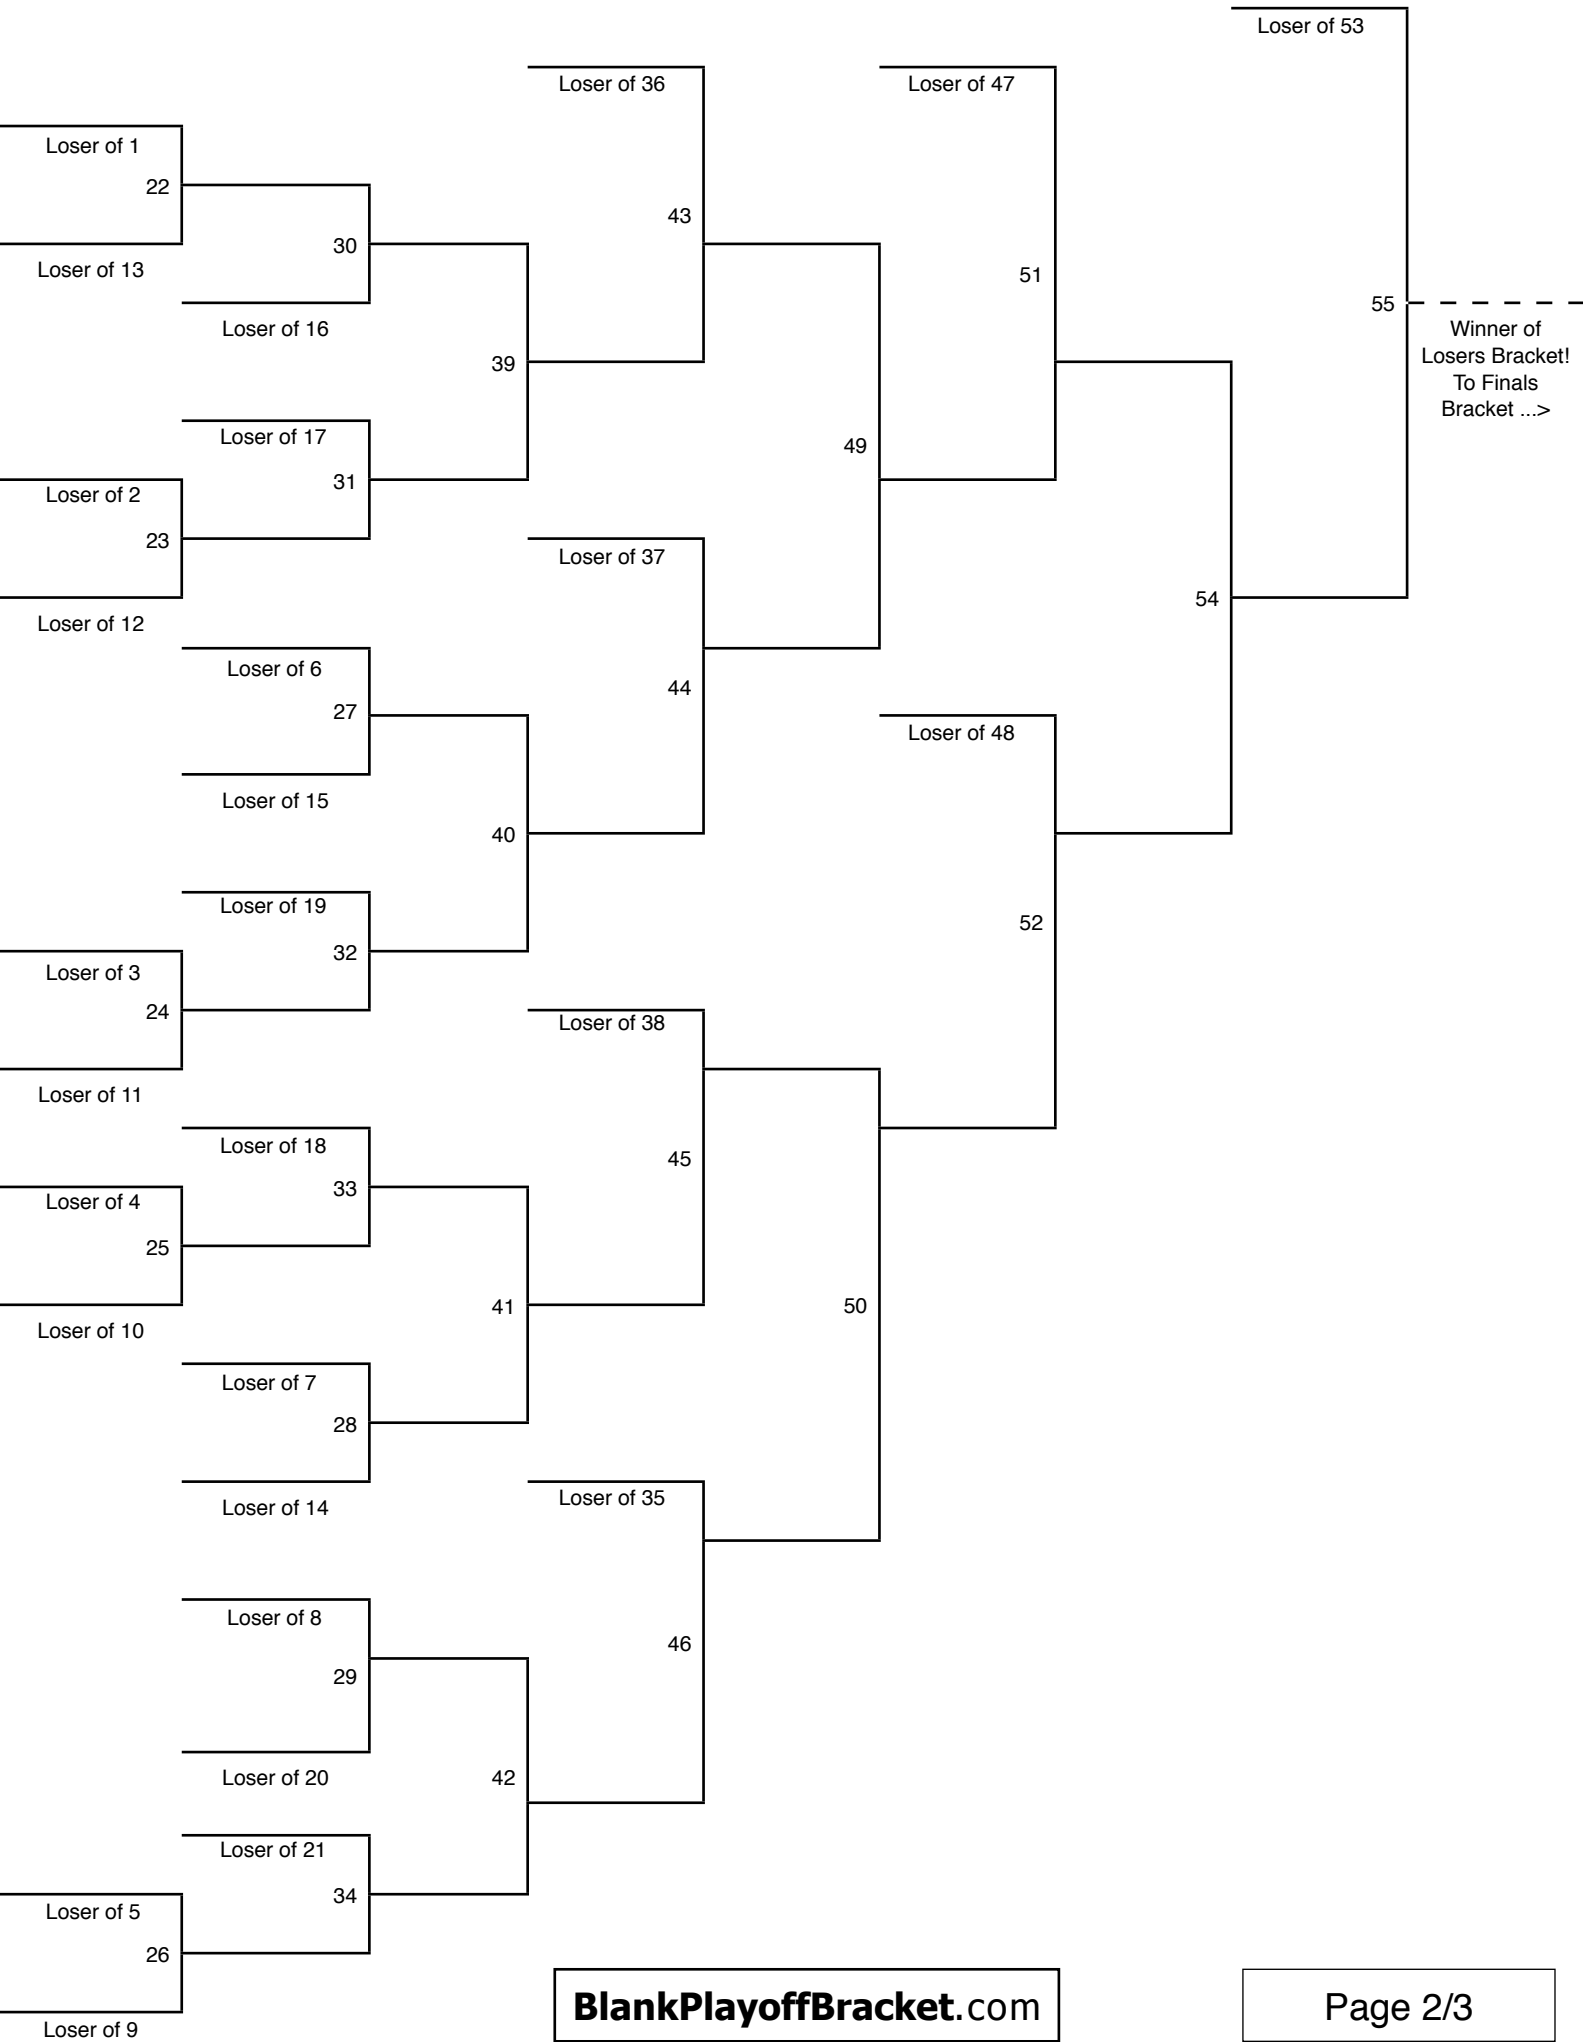 Loser of 53
Loser of 36
Loser of 47
Loser of 1
22
43
30
Loser of 13
51
55
Loser of 16
Winner of
Losers Bracket!
To Finals
Bracket ...>
39
Loser of 17
49
31
Loser of 2
23
Loser of 37
54
Loser of 12
Loser of 6
44
27
Loser of 48
Loser of 15
40
Loser of 19
52
32
Loser of 3
24
Loser of 38
Loser of 11
Loser of 18
45
33
Loser of 4
25
41
50
Loser of 10
Loser of 7
28
Loser of 35
Loser of 14
Loser of 8
46
29
Loser of 20
42
Loser of 21
34
Loser of 5
26
BlankPlayoffBracket.com
Page 2/3
Loser of 9